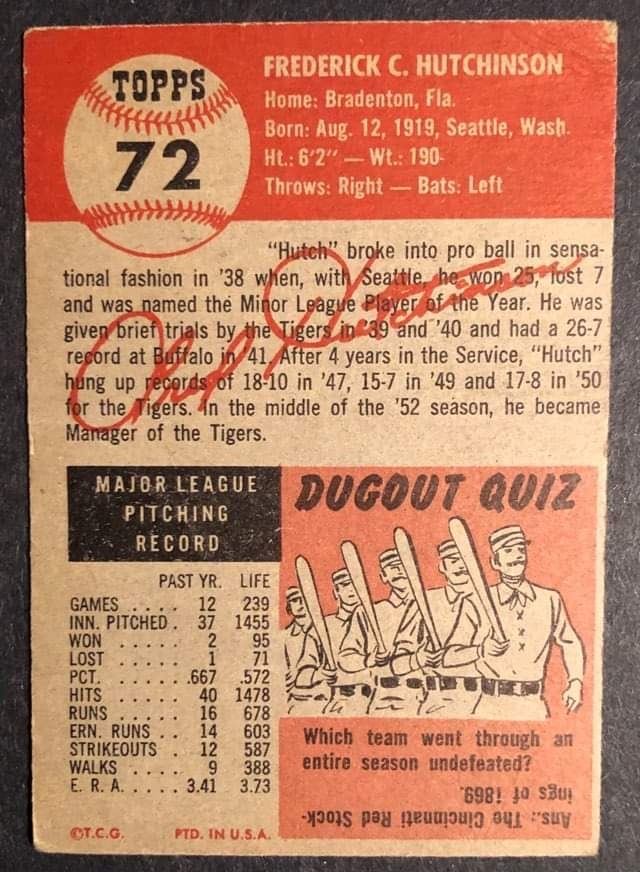 TOPPS
72
FREDERICK C. HUTCHINSON
Home: Bradenton, Fla.
Born: Aug. 12, 1919, Seattle, Wash.
Ht.: 6'2" — Wt.: 190-
Throws: Right — Bats: Left
"Hutch" broke into pro ball in sensa-
tional fashion in '38 when, with Seattle, he won 25, lost 7
and was named the Minor League Player of the Year. He was
given brief trials by the Tigers in '39 and '40 and had a 26-7
record at Buffalo in '41. After 4 years in the Service, "Hutch"
hung up records of 18-10 in '47, 15-7 in '49 and 17-8 in '50
for the Tigers. In the middle of the '52 season, he became
Manager of the Tigers.
Fred Hutchinson
MAJOR LEAGUE
PITCHING
RECORD
PAST YR. LIFE
GAMES .... 12 239
INN. PITCHED . 37 1455
WON ..... 2 95
LOST ..... 1 71
PCT. ..... .667 .572
HITS ..... 40 1478
RUNS ..... 16 678
ERN. RUNS .. 14 603
STRIKEOUTS . 12 587
WALKS .... 9 388
E. R. A. .... 3.41 3.73
©T.C.G. PTD. IN U.S.A.
DUGOUT QUIZ
Which team went through an
entire season undefeated?
Ans.: The Cincinnati Red Stock-
ings of 1869.